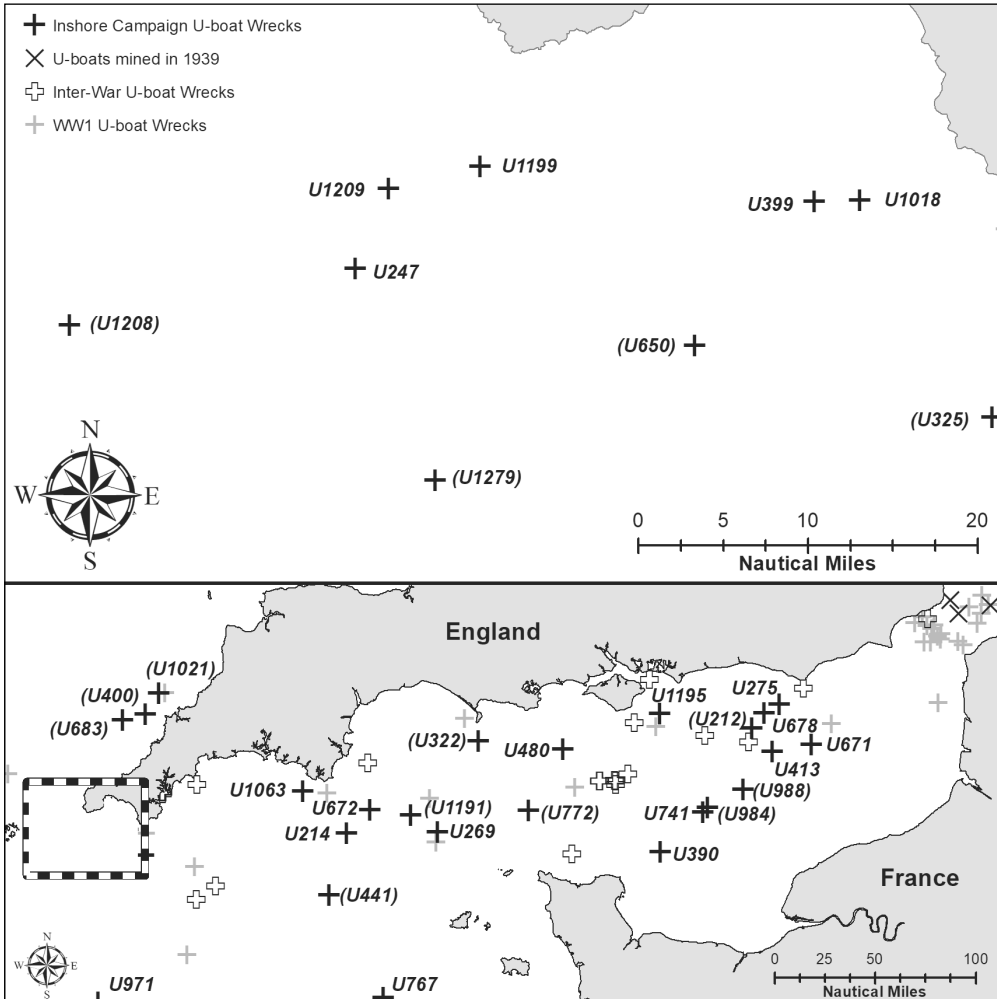 Inshore Campaign U-boat Wrecks
U-boats mined in 1939
Inter-War U-boat Wrecks
WW1 U-boat Wrecks
U1199
U1209
U399
U1018
U247
(U1208)
(U650)
(U325)
(U1279)
N
W
E
S
0 5 10 20
Nautical Miles
England
(U1021)
(U400)
(U683)
U1195
U275
(U212)
U678
(U322)
U480
U671
U413
U1063
(U988)
U672
(U1191)
(U772)
U741
(U984)
U214
U269
U390
France
(U441)
N
W
E
S
0 25 50 100
Nautical Miles
U971
U767